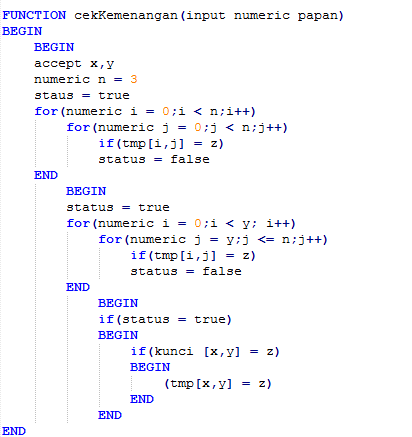 FUNCTION cekKemenangan(input numeric papan)
BEGIN
BEGIN
accept x,y
numeric n = 3
staus = true
for(numeric i = 0;i < n;i++)
for(numeric j = 0;j < n;j++)
if(tmp[i,j] = z)
status = false
END
BEGIN
status = true
for(numeric i = 0;i < y; i++)
for(numeric j = y;j <= n;j++)
if(tmp[i,j] = z)
status = false
END
BEGIN
if(status = true)
BEGIN
if(kunci [x,y] = z)
BEGIN
(tmp[x,y] = z)
END
END
END